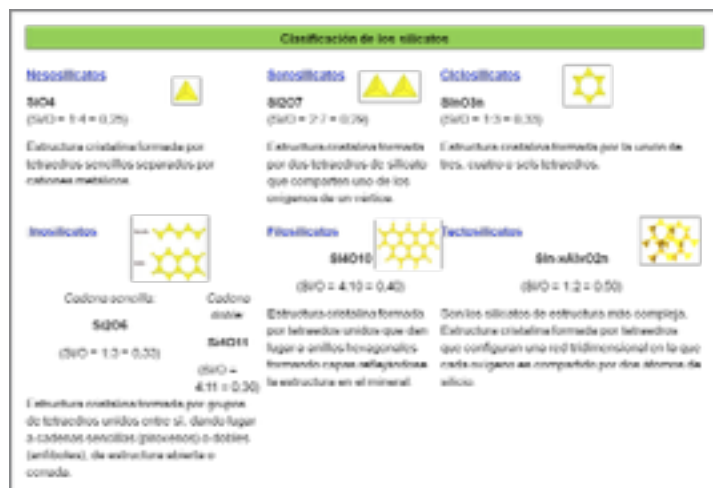 Clasificación de los silicatos
Nesosilicatos
SiO4
(Si/O = 1:4 = 0,25)
Estructura cristalina formada por
tetraedros sencillos separados por
cationes metálicos.
Sorosilicatos
Si2O7
(Si/O = 2:7 = 0,29)
Estructura cristalina formada
por dos tetraedros de silicato
que comparten uno de los
oxígenos de un vértice.
Ciclosilicatos
SinO3n
(Si/O = 1:3 = 0,33)
Estructura cristalina formada por la unión de
tres, cuatro o seis tetraedros.
Inosilicatos
Cadena sencilla:
Si2O6
(Si/O = 1:3 = 0,33)
Cadena
doble:
Si4O11
(Si/O =
4:11 = 0,36)
Estructura cristalina formada por grupos
de tetraedros unidos entre sí, dando lugar
a cadenas sencillas (piroxenos) o dobles
(anfíboles), de estructura abierta o
cerrada.
Filosilicatos
Si4O10
(Si/O = 4:10 = 0,40)
Estructura cristalina formada
por tetraedos unidos que dan
lugar a anillos hexagonales
formando capas reflejándose
la estructura en el mineral.
Tectosilicatos
Sin-xAlxO2n
(Si/O = 1:2 = 0,50)
Son los silicatos de estructura más compleja.
Estructura cristalina formada por tetraedros
que configuran una red tridimensional en la que
cada oxígeno es compartido por dos átomos de
silicio.